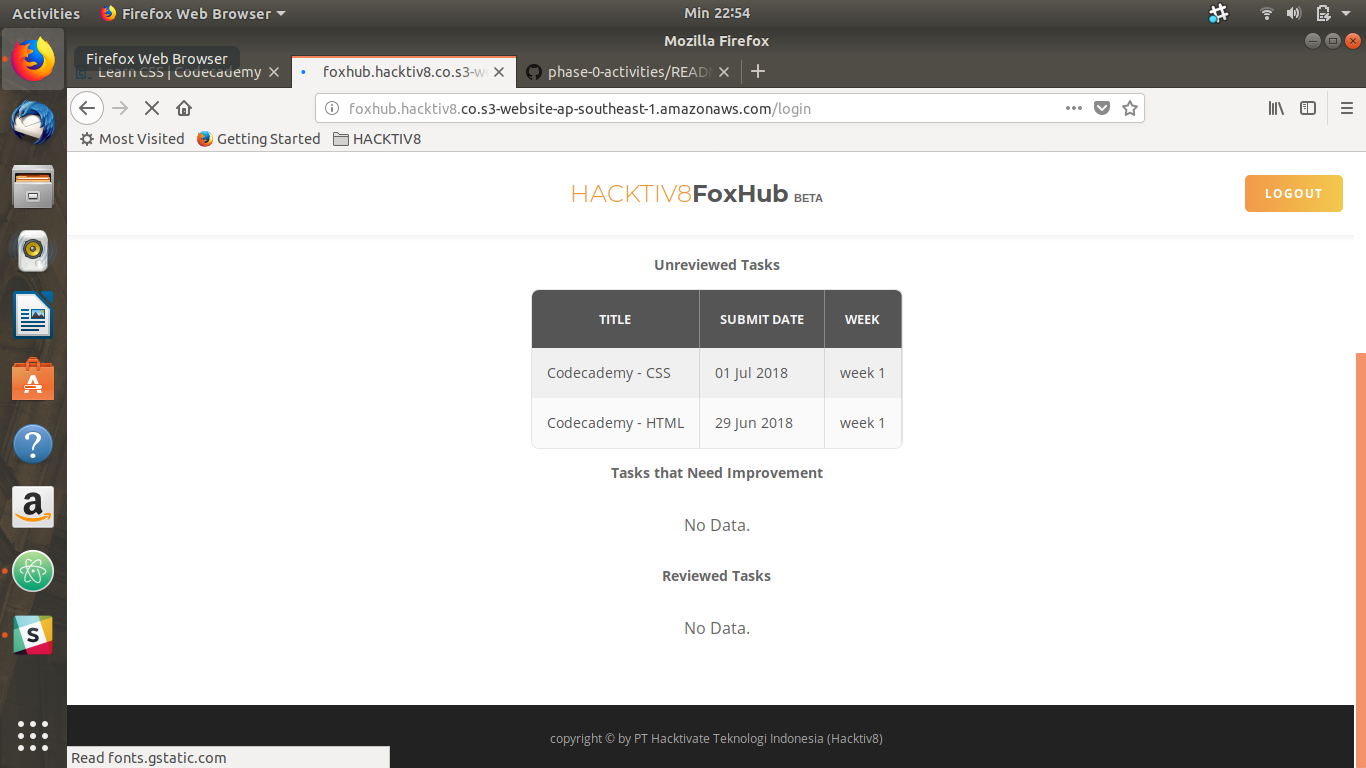 Activities Firefox Web Browser Min 22:54
Mozilla Firefox
Firefox Web Browser
Learn CSS | Codecademy foxhub.hacktiv8.co.s3-w phase-0-activities/READ
foxhub.hacktiv8.co.s3-website-ap-southeast-1.amazonaws.com/login
Most Visited Getting Started HACKTIV8
HACKTIV8FoxHub BETA
LOGOUT
Unreviewed Tasks
TITLE SUBMIT DATE WEEK
Codecademy - CSS 01 Jul 2018 week 1
Codecademy - HTML 29 Jun 2018 week 1
Tasks that Need Improvement
No Data.
Reviewed Tasks
No Data.
copyright © by PT Hacktivate Teknologi Indonesia (Hacktiv8)
Read fonts.gstatic.com